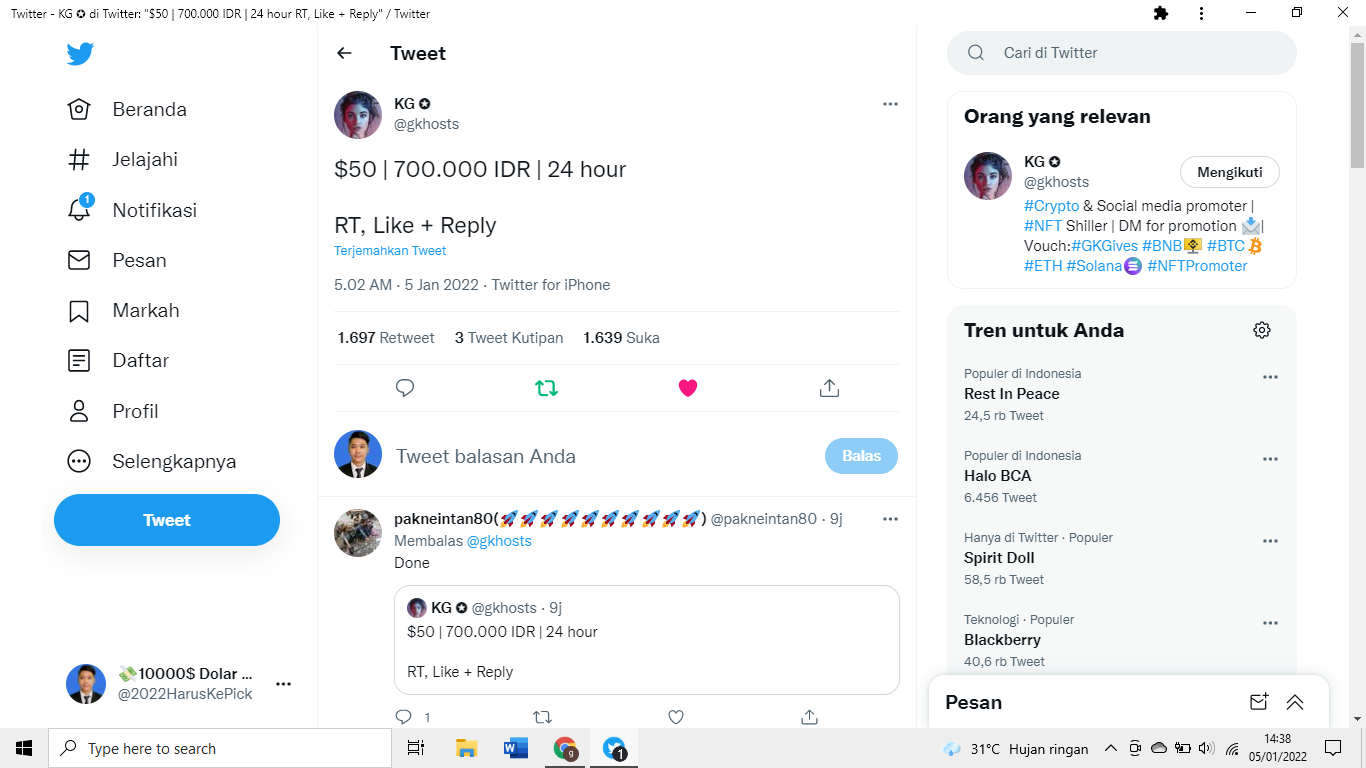 Twitter - KG ✪ di Twitter: "$50 | 700.000 IDR | 24 hour RT, Like + Reply" / Twitter
Beranda
Jelajahi
1
Notifikasi
Pesan
Markah
Daftar
Profil
Selengkapnya
Tweet
💸10000$ Dolar ...
@2022HarusKePick
Tweet
KG ✪
@gkhosts
$50 | 700.000 IDR | 24 hour
RT, Like + Reply
Terjemahkan Tweet
5.02 AM · 5 Jan 2022 · Twitter for iPhone
1.697 Retweet 3 Tweet Kutipan 1.639 Suka
Tweet balasan Anda
Balas
pakneintan80(🚀🚀🚀🚀🚀🚀🚀🚀🚀🚀) @pakneintan80 · 9j
Membalas @gkhosts
Done
KG ✪ @gkhosts · 9j
$50 | 700.000 IDR | 24 hour
RT, Like + Reply
1
Cari di Twitter
Orang yang relevan
KG ✪
@gkhosts
Mengikuti
#Crypto & Social media promoter |
#NFT Shiller | DM for promotion 📩|
Vouch:#GKGives #BNB #BTC
#ETH #Solana #NFTPromoter
Tren untuk Anda
Populer di Indonesia
Rest In Peace
24,5 rb Tweet
Populer di Indonesia
Halo BCA
6.456 Tweet
Hanya di Twitter · Populer
Spirit Doll
58,5 rb Tweet
Teknologi · Populer
Blackberry
40,6 rb Tweet
Pesan
Type here to search
g
1
31°C Hujan ringan
14:38
05/01/2022